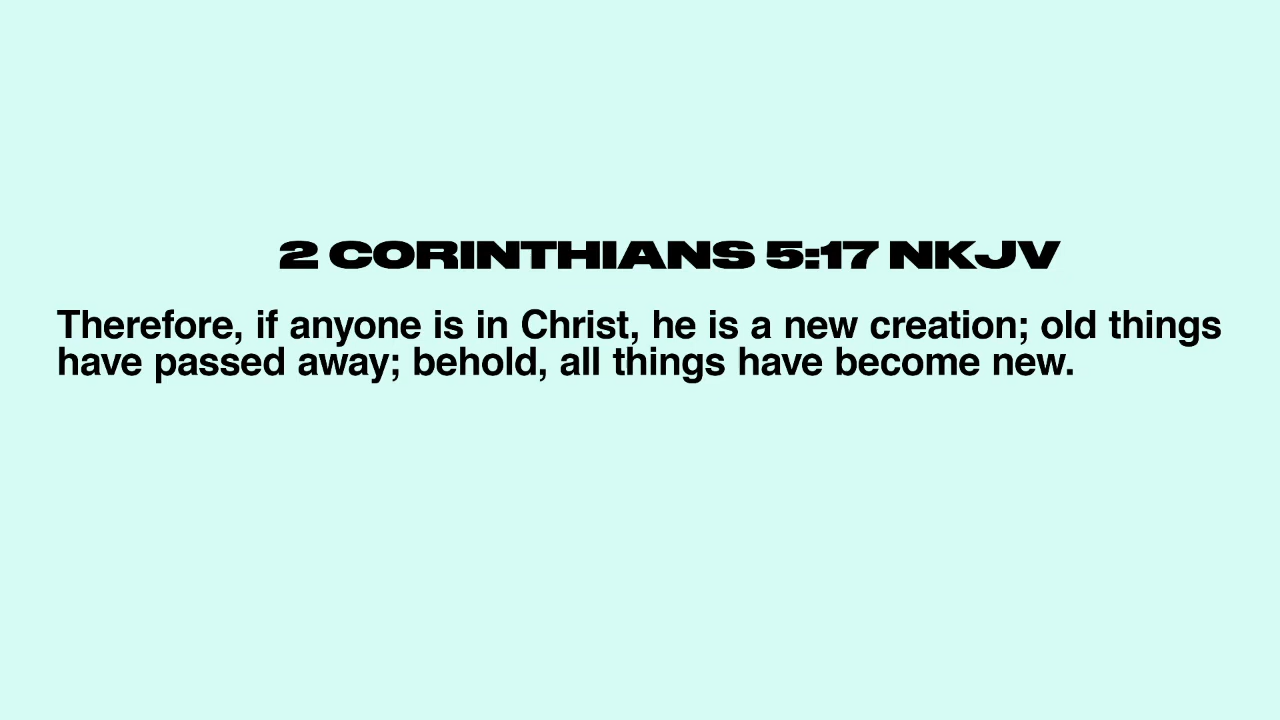 2 CORINTHIANS 5:17 NKJV
Therefore, if anyone is in Christ, he is a new creation; old things
have passed away; behold, all things have become new.